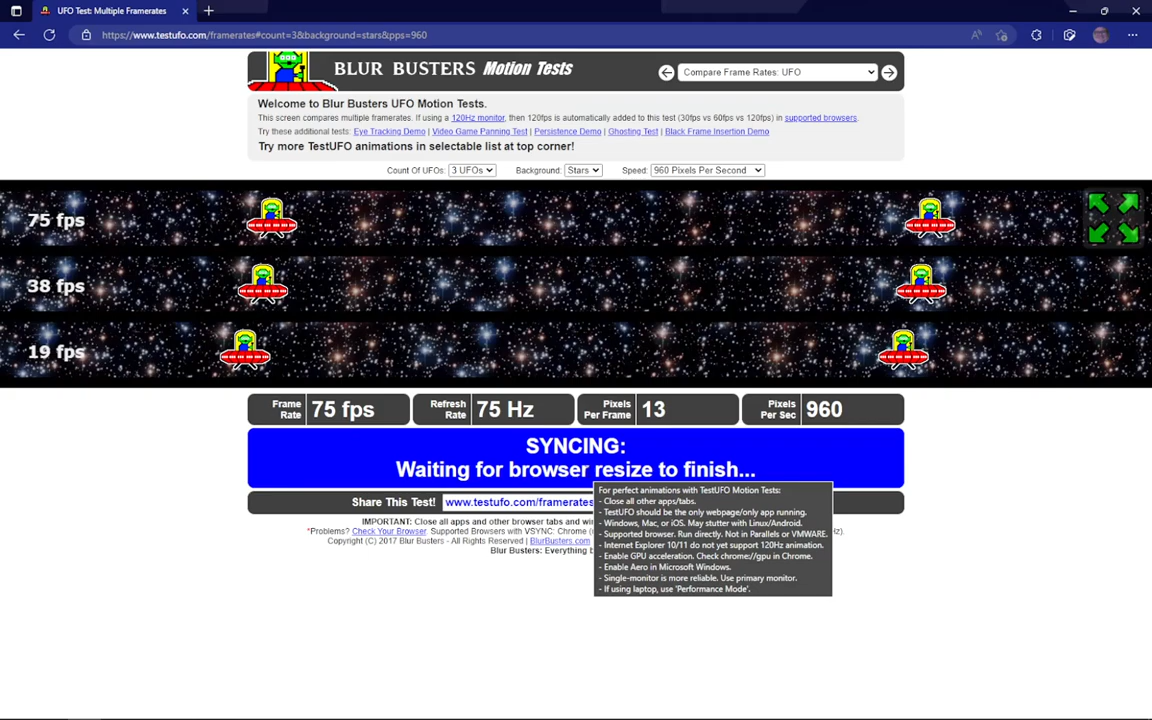 UFO Test: Multiple Framerates
https://www.testufo.com/framerates#count=3&background=stars&pps=960
BLUR BUSTERS Motion Tests
Compare Frame Rates: UFO
Welcome to Blur Busters UFO Motion Tests.
This screen compares multiple framerates. If using a 120Hz monitor, then 120fps is automatically added to this test (30fps vs 60fps vs 120fps) in supported browsers.
Try these additional tests: Eye Tracking Demo | Video Game Panning Test | Persistence Demo | Ghosting Test | Black Frame Insertion Demo
Try more TestUFO animations in selectable list at top corner!
Count Of UFOs: 3 UFOs Background: Stars Speed: 960 Pixels Per Second
75 fps
38 fps
19 fps
Frame Rate 75 fps
Refresh Rate 75 Hz
Pixels Per Frame 13
Pixels Per Sec 960
SYNCING:
Waiting for browser resize to finish...
Share This Test! www.testufo.com/framerates
IMPORTANT: Close all apps and other browser tabs and
*Problems? Check Your Browser. Supported Browsers with VSYNC: Chrome
Copyright (C) 2017 Blur Busters - All Rights Reserved | BlurBusters.com
Blur Busters: Everything
For perfect animations with TestUFO Motion Tests:
- Close all other apps/tabs.
- TestUFO should be the only webpage/only app running.
- Windows, Mac, or iOS. May stutter with Linux/Android.
- Supported browser. Run directly. Not in Parallels or VMWARE.
- Internet Explorer 10/11 do not yet support 120Hz animation.
- Enable GPU acceleration. Check chrome://gpu in Chrome.
- Enable Aero in Microsoft Windows.
- Single-monitor is more reliable. Use primary monitor.
- If using laptop, use 'Performance Mode'.